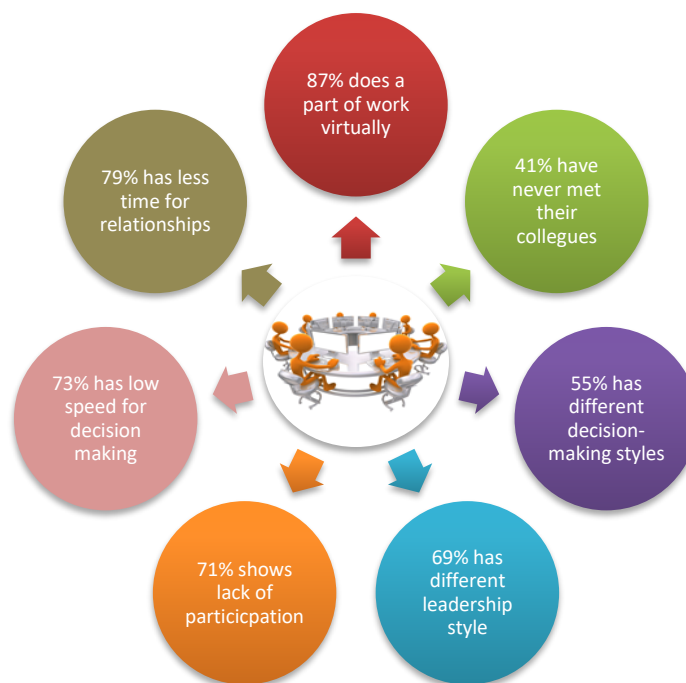 87% does a
part of work
virtually
41% have
never met
their
collegues
55% has
different
decision-
making styles
69% has
different
leadership
style
71% shows
lack of
particicpation
73% has low
speed for
decision
making
79% has less
time for
relationships